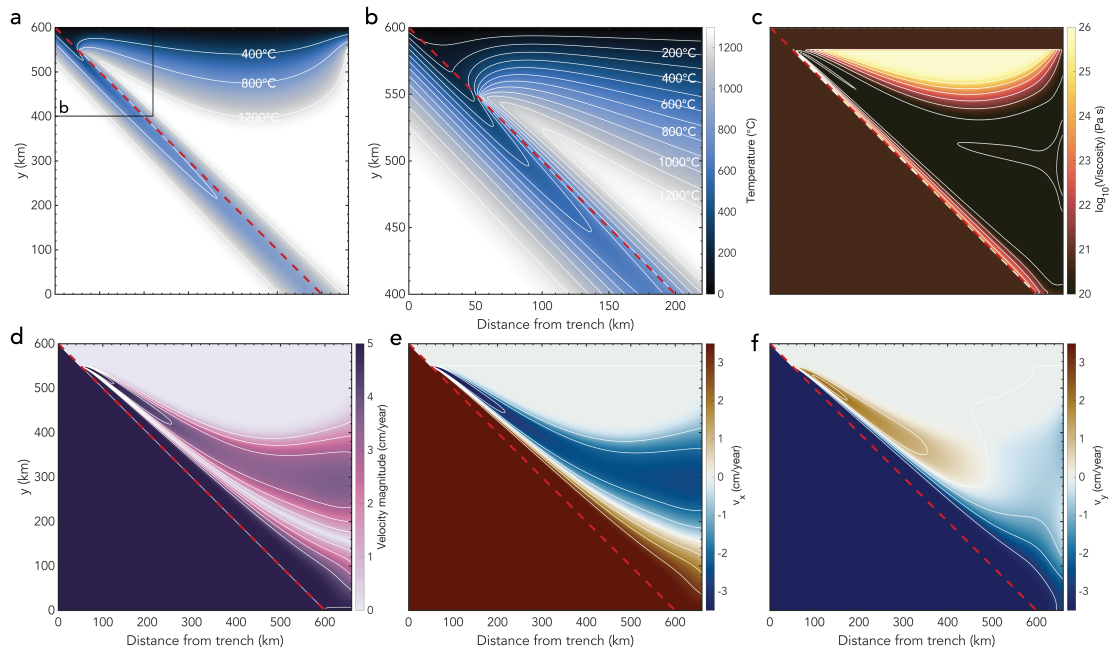 a
600
500
400
300
200
100
0
y (km)
400°C
800°C
1200°C
b
b
600
550
500
450
400
y (km)
0
50
100
150
200
Distance from trench (km)
200°C
400°C
600°C
800°C
1000°C
1200°C
1200
1000
800
600
400
200
0
Temperature (°C)
c
26
25
24
23
22
21
20
log10(Viscosity) (Pa s)
d
600
500
400
300
200
100
0
y (km)
0
100
200
300
400
500
600
Distance from trench (km)
5
4
3
2
1
0
Velocity magnitude (cm/year)
e
0
100
200
300
400
500
600
Distance from trench (km)
3
2
1
0
-1
-2
-3
vx (cm/year)
f
0
100
200
300
400
500
600
Distance from trench (km)
3
2
1
0
-1
-2
-3
vy (cm/year)